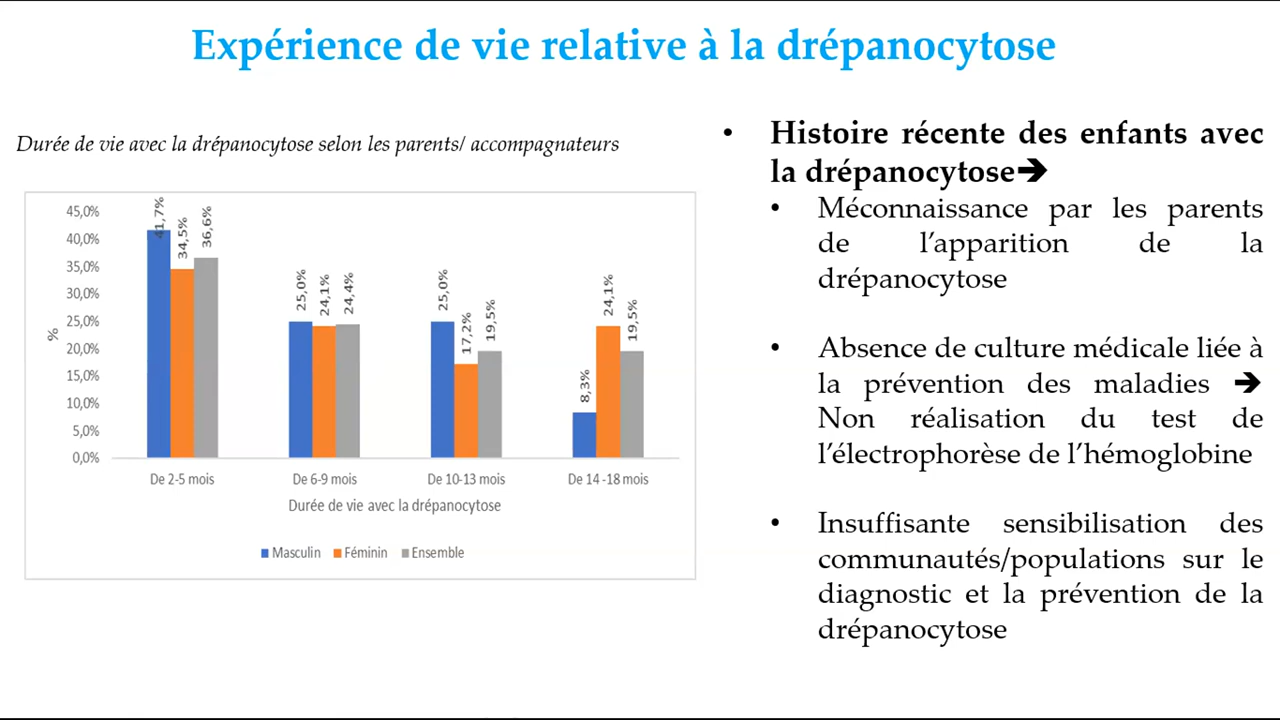 Expérience de vie relative à la drépanocytose
Durée de vie avec la drépanocytose selon les parents/ accompagnateurs
45,0%
40,0%
35,0%
30,0%
25,0%
20,0%
15,0%
10,0%
5,0%
0,0%
%
41,7%
34,5%
36,6%
25,0%
24,1%
24,4%
25,0%
17,2%
19,5%
8,3%
24,1%
19,5%
De 2-5 mois
De 6-9 mois
De 10-13 mois
De 14 -18 mois
Durée de vie avec la drépanocytose
Masculin
Féminin
Ensemble
• Histoire récente des enfants avec
la drépanocytose➔
• Méconnaissance par les parents
de l’apparition de la
drépanocytose
• Absence de culture médicale liée à
la prévention des maladies ➔
Non réalisation du test de
l’électrophorèse de l’hémoglobine
• Insuffisante sensibilisation des
communautés/populations sur le
diagnostic et la prévention de la
drépanocytose